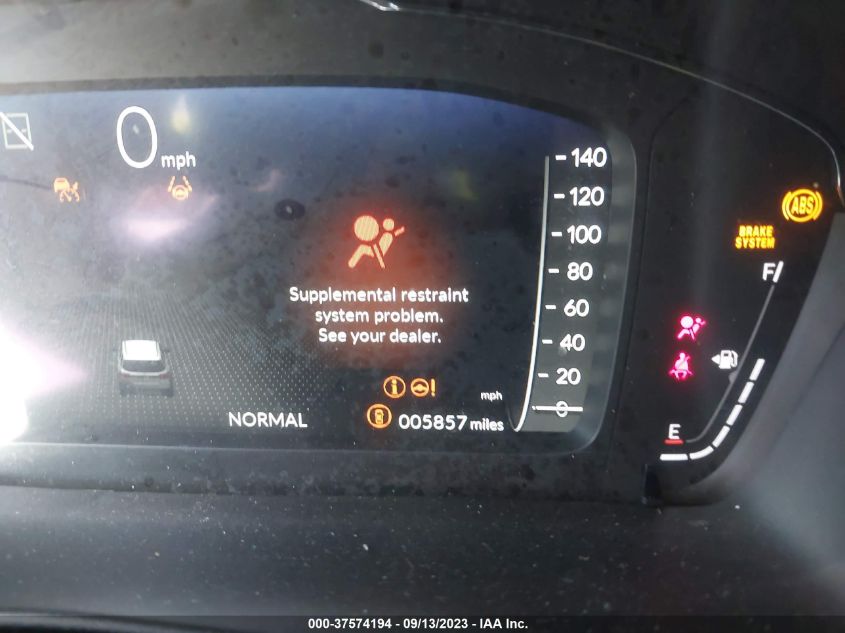 0 mph
140
120
100
80
60
40
20
0
ABS
BRAKE
SYSTEM
F
Supplemental restraint
system problem.
See your dealer.
mph
NORMAL
005857 miles
E
000-37574194 - 09/13/2023 - IAA Inc.